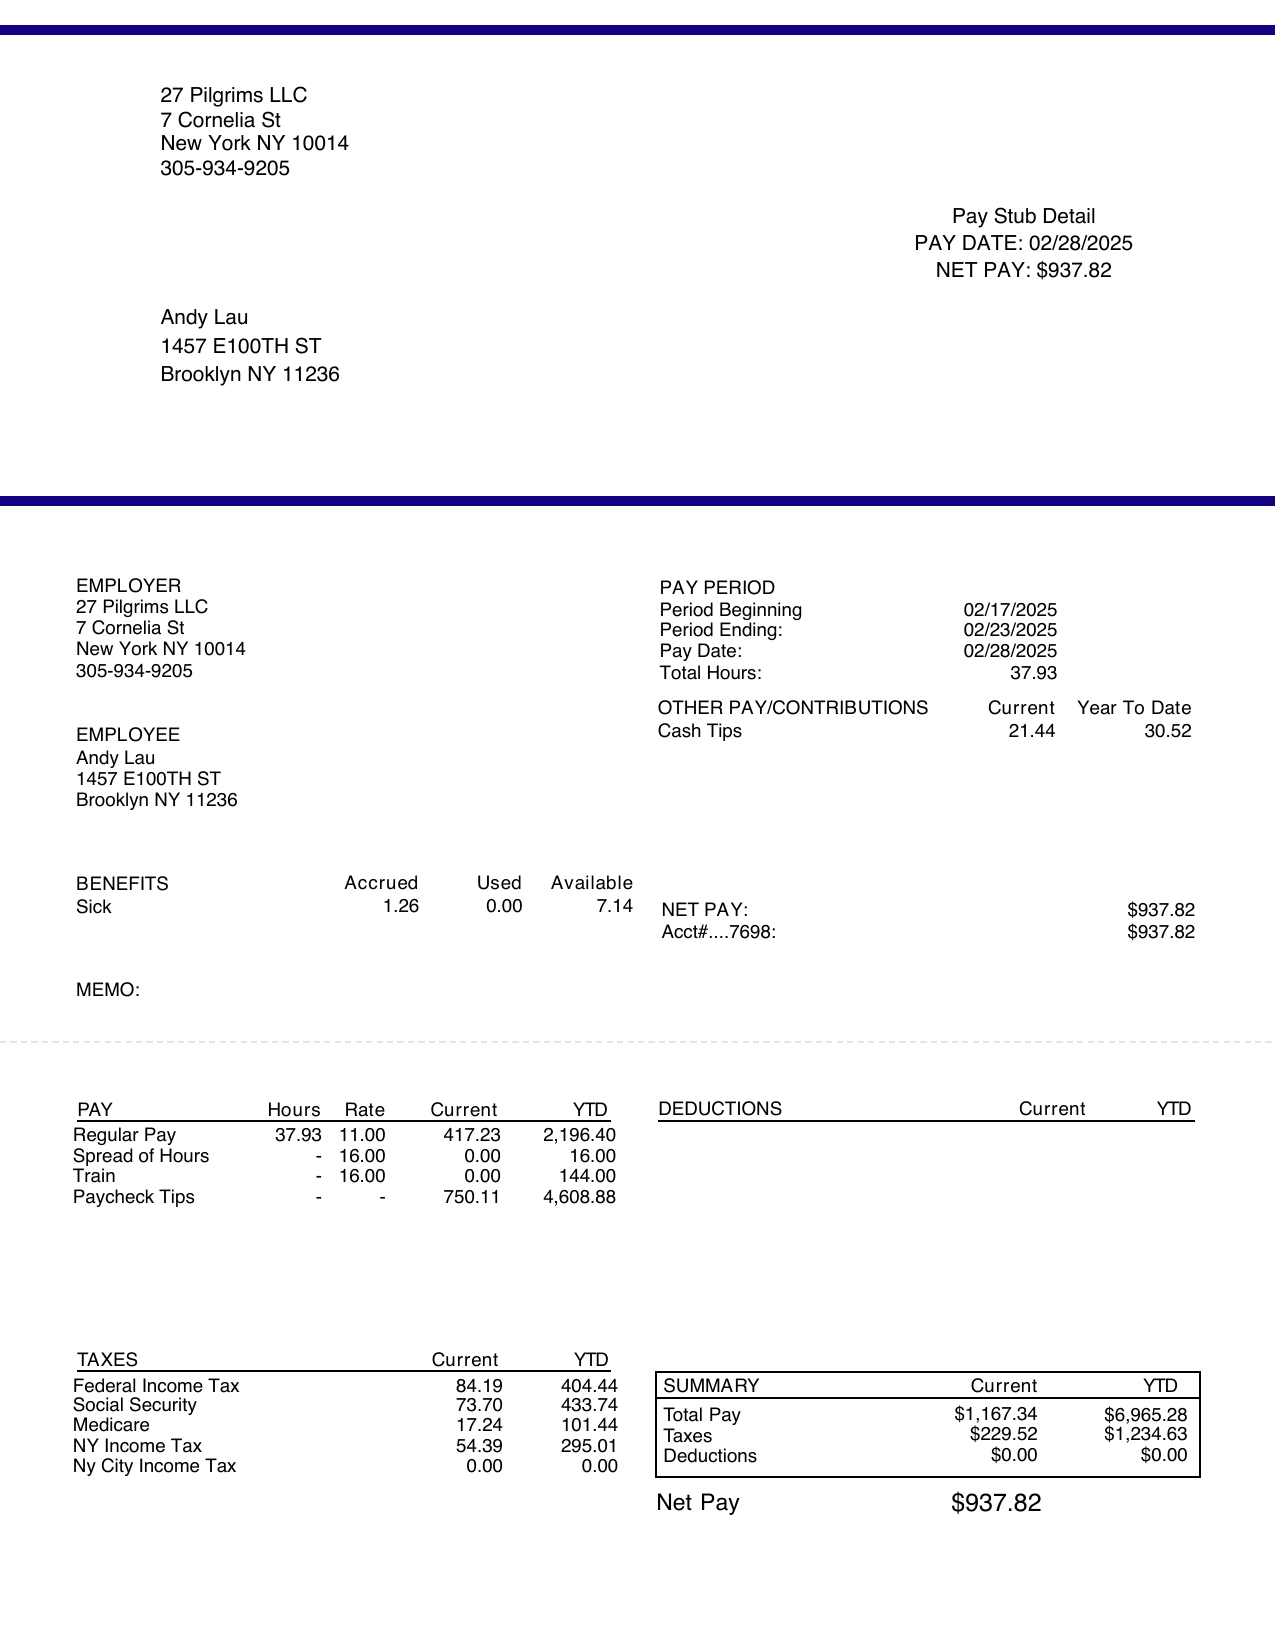 27 Pilgrims LLC
7 Cornelia St
New York NY 10014
305-934-9205
Pay Stub Detail
PAY DATE: 02/28/2025
NET PAY: $937.82
Andy Lau
1457 E100TH ST
Brooklyn NY 11236
EMPLOYER
27 Pilgrims LLC
7 Cornelia St
New York NY 10014
305-934-9205
EMPLOYEE
Andy Lau
1457 E100TH ST
Brooklyn NY 11236
PAY PERIOD
Period Beginning 02/17/2025
Period Ending: 02/23/2025
Pay Date: 02/28/2025
Total Hours: 37.93
OTHER PAY/CONTRIBUTIONS Current Year To Date
Cash Tips 21.44 30.52
BENEFITS Accrued Used Available
Sick 1.26 0.00 7.14
NET PAY: $937.82
Acct#....7698: $937.82
MEMO:
PAY Hours Rate Current YTD
Regular Pay 37.93 11.00 417.23 2,196.40
Spread of Hours - 16.00 0.00 16.00
Train - 16.00 0.00 144.00
Paycheck Tips - - 750.11 4,608.88
DEDUCTIONS Current YTD
TAXES Current YTD
Federal Income Tax 84.19 404.44
Social Security 73.70 433.74
Medicare 17.24 101.44
NY Income Tax 54.39 295.01
Ny City Income Tax 0.00 0.00
SUMMARY Current YTD
Total Pay $1,167.34 $6,965.28
Taxes $229.52 $1,234.63
Deductions $0.00 $0.00
Net Pay $937.82